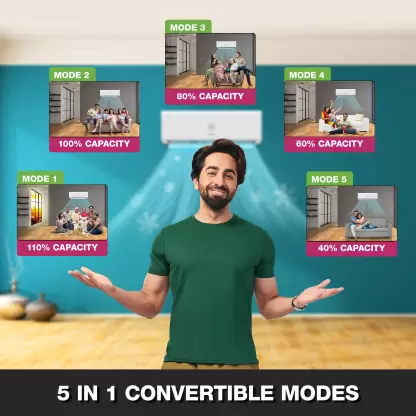 MODE 3
80% CAPACITY
MODE 2
100% CAPACITY
MODE 4
60% CAPACITY
MODE 1
110% CAPACITY
MODE 5
40% CAPACITY
5 IN 1 CONVERTIBLE MODES